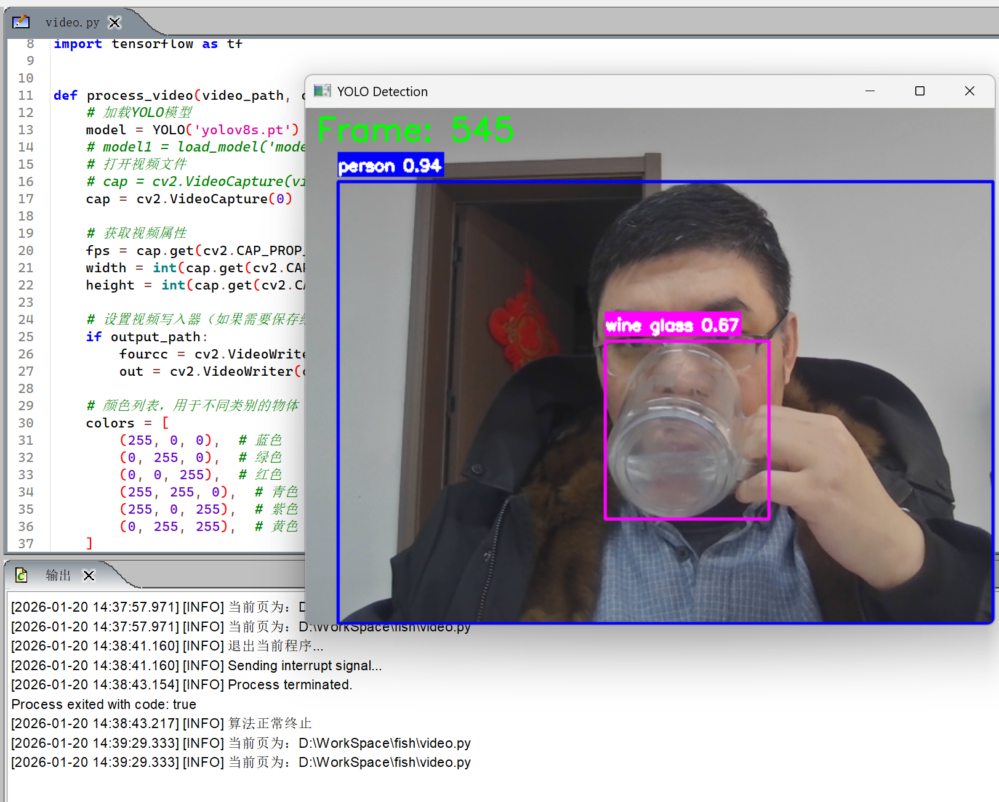 video.py
8 import tensorflow as tf
9
10
11 def process_video(video_path,
12 # 加载YOLO模型
13 model = YOLO('yolov8s.pt')
14 # model1 = load_model('mode
15 # 打开视频文件
16 # cap = cv2.VideoCapture(vi
17 cap = cv2.VideoCapture(0)
18
19 # 获取视频属性
20 fps = cap.get(cv2.CAP_PROP_
21 width = int(cap.get(cv2.CAP
22 height = int(cap.get(cv2.CA
23
24 # 设置视频写入器（如果需要保存结
25 if output_path:
26 fourcc = cv2.VideoWrite
27 out = cv2.VideoWriter(o
28
29 # 颜色列表，用于不同类别的物体
30 colors = [
31 (255, 0, 0), # 蓝色
32 (0, 255, 0), # 绿色
33 (0, 0, 255), # 红色
34 (255, 255, 0), # 青色
35 (255, 0, 255), # 紫色
36 (0, 255, 255), # 黄色
37 ]
YOLO Detection
Frame: 545
person 0.94
wine glass 0.67
输出
[2026-01-20 14:37:57.971] [INFO] 当前页为：D
[2026-01-20 14:37:57.971] [INFO] 当前页为：D:\WorkSpace\fish\video.py
[2026-01-20 14:38:41.160] [INFO] 退出当前程序...
[2026-01-20 14:38:41.160] [INFO] Sending interrupt signal...
[2026-01-20 14:38:43.154] [INFO] Process terminated.
Process exited with code: true
[2026-01-20 14:38:43.217] [INFO] 算法正常终止
[2026-01-20 14:39:29.333] [INFO] 当前页为：D:\WorkSpace\fish\video.py
[2026-01-20 14:39:29.333] [INFO] 当前页为：D:\WorkSpace\fish\video.py